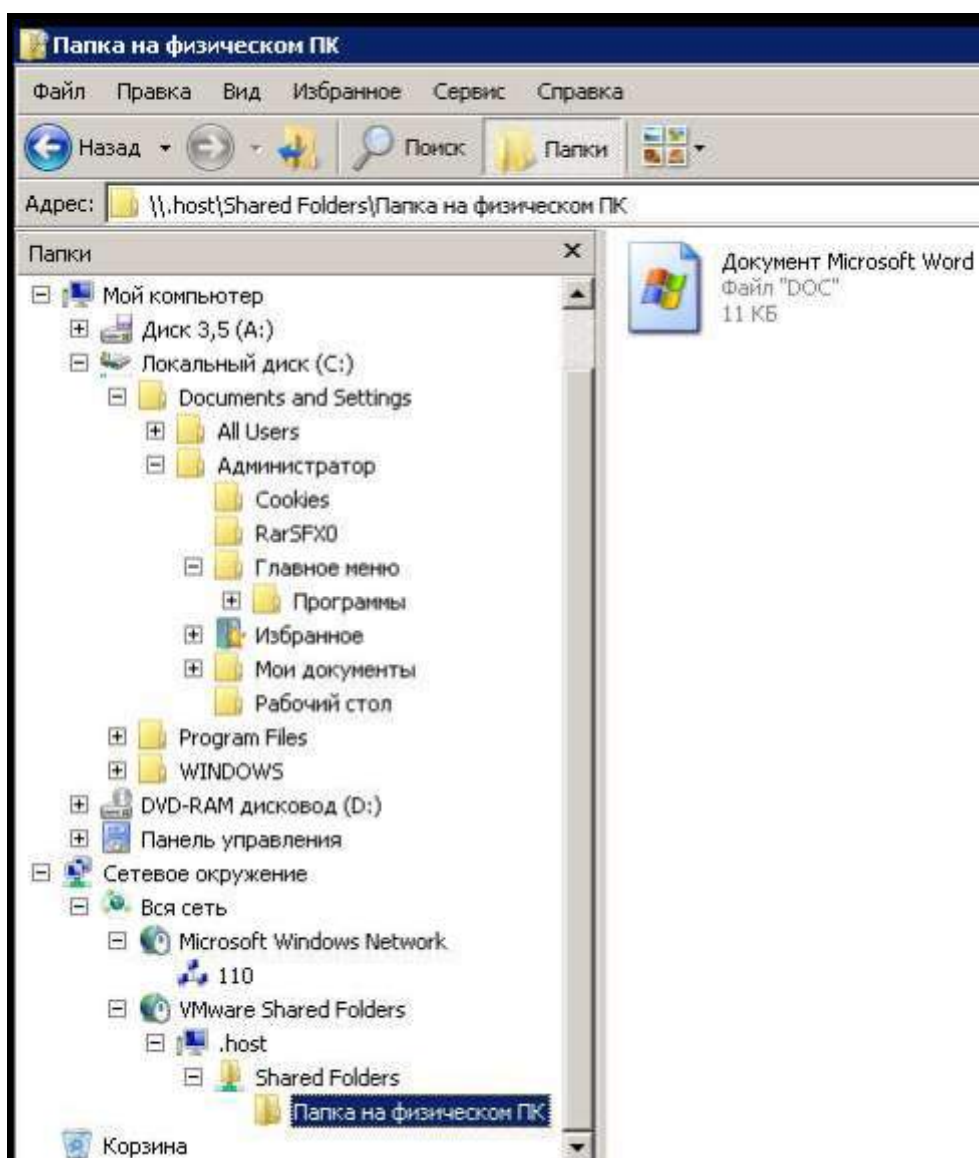 Папка на физическом ПК
Файл Правка Вид Избранное Сервис Справка
Назад Поиск Папки
Адрес: \\.host\Shared Folders\Папка на физическом ПК
Папки
Мой компьютер
Диск 3,5 (A:)
Локальный диск (C:)
Documents and Settings
All Users
Администратор
Cookies
RarSFX0
Главное меню
Программы
Избранное
Мои документы
Рабочий стол
Program Files
WINDOWS
DVD-RAM дисковод (D:)
Панель управления
Сетевое окружение
Вся сеть
Microsoft Windows Network
110
VMware Shared Folders
.host
Shared Folders
Папка на физическом ПК
Корзина
Документ Microsoft Word
Файл "DOC"
11 КБ